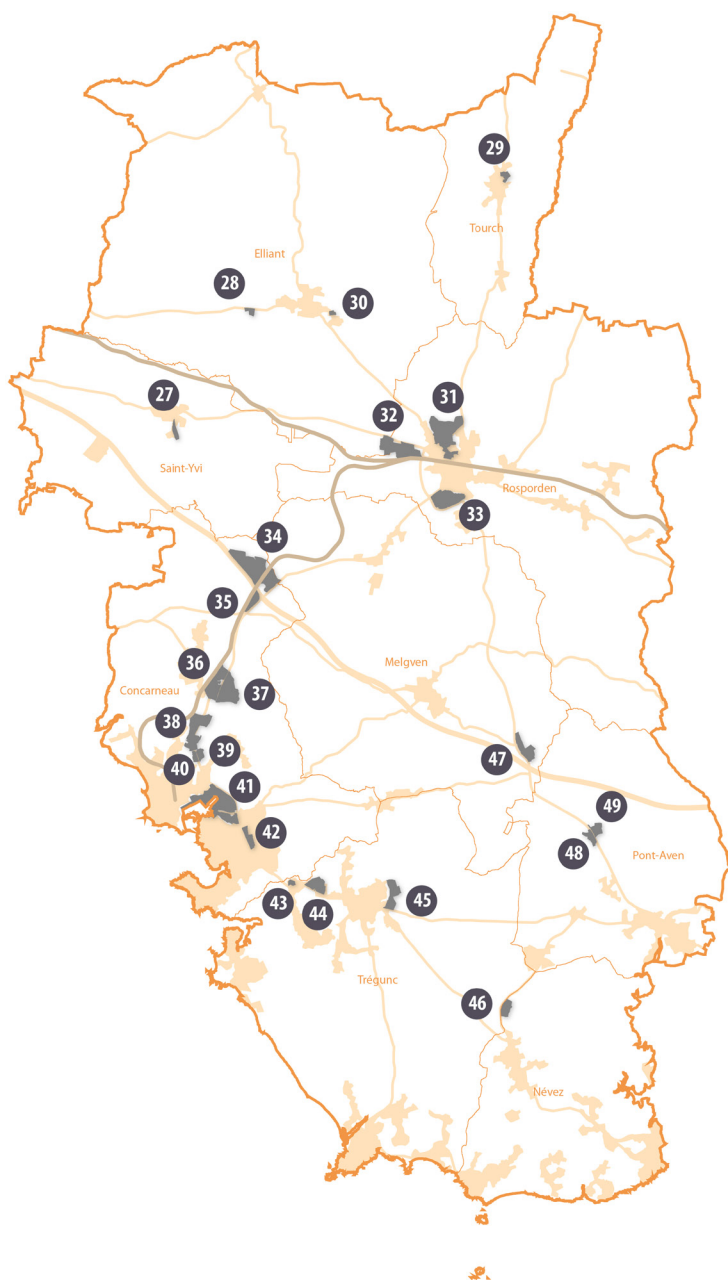 29
Tourch
Elliant
28
30
27
31
32
Saint-Yvi
Rosporden
33
34
35
36
Melgven
37
Concarneau
38
39
47
40
41
49
42
48
Pont-Aven
43
44
45
Trégunc
46
Névez